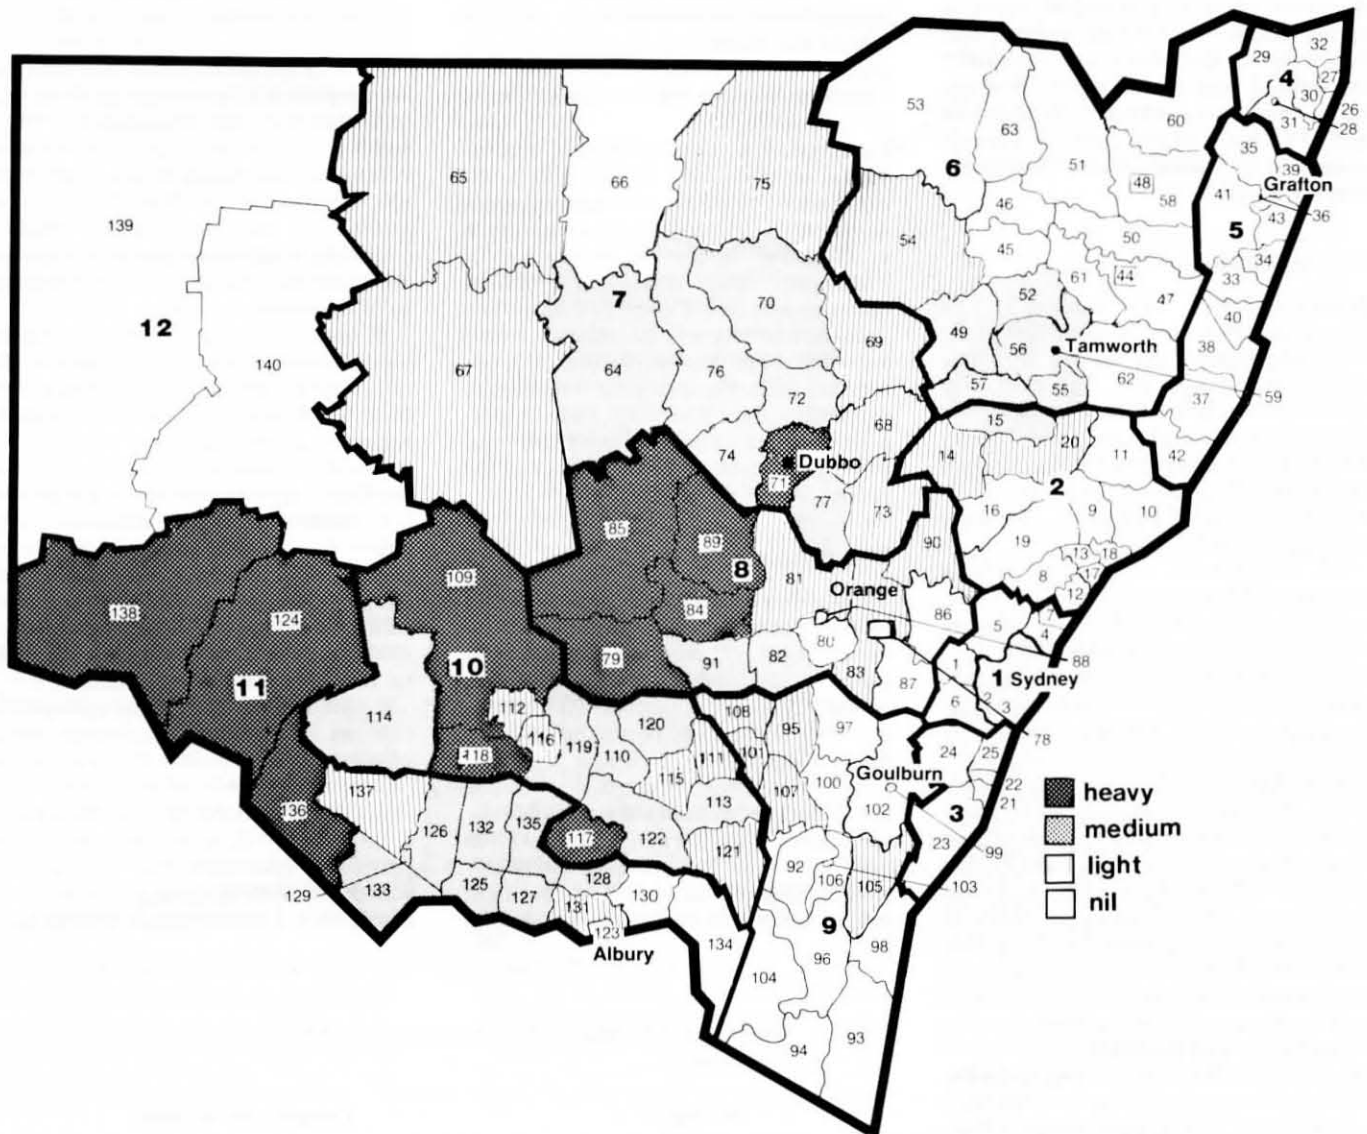 29 32
4 27
53 60 30 26
63 31 28
51 35
65 66 75 6 39
48 Grafton
58 41
139 46 43 36
54 50 5
45 34
61 44 33
7 70 52 47
12 49 40
69 56 Tamworth 38
140 67 64 76 62
57 55 59
72 37
15
68 20
74 Dubbo 14 11 42
71 2
77 73 16 9 10
85 89 90 19
8 13 18
109 81 8 17
138 124 84 Orange 12
86 5 7
4
10 79 91 82 80 88
11 83 87 1 1 Sydney
6 2 3
114 112 120 108 95 97
118 116 119 110 111 101 24 25 78
115 Goulburn
137 107 100 22
136 113 102 21 heavy
126 132 135 117 122 3 medium
121 92 23 99 light
129 133 125 127 128 130 106 105 103 nil
131
123 9
Albury 134 96 98
104
94 93